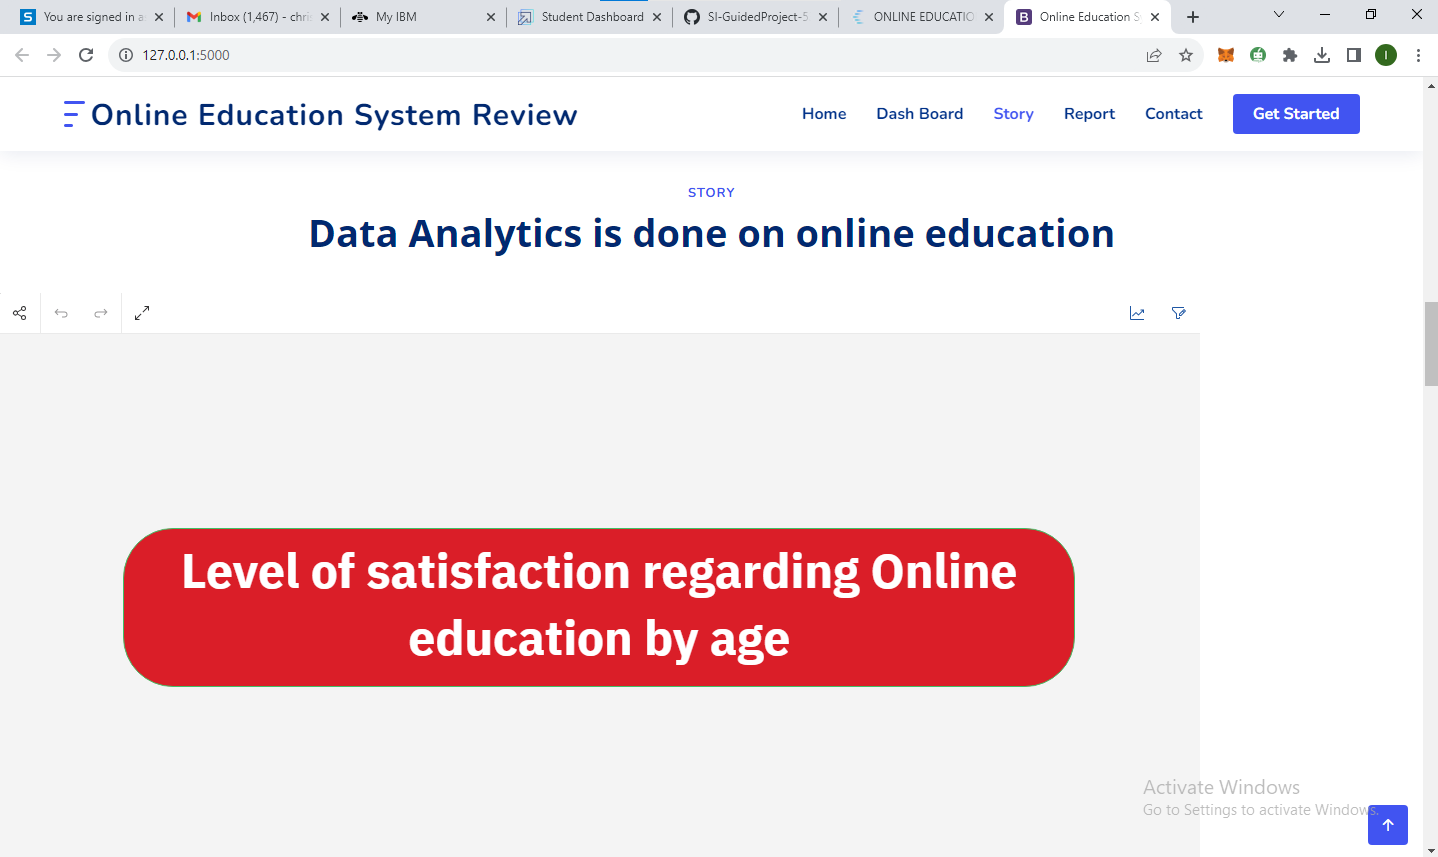 You are signed in a
Inbox (1,467) - chris
My IBM
Student Dashboard
SI-GuidedProject-5
ONLINE EDUCATIO
Online Education S
127.0.0.1:5000
I
Online Education System Review
Home
Dash Board
Story
Report
Contact
Get Started
STORY
Data Analytics is done on online education
Level of satisfaction regarding Online
education by age
Activate Windows
Go to Settings to activate Windows.